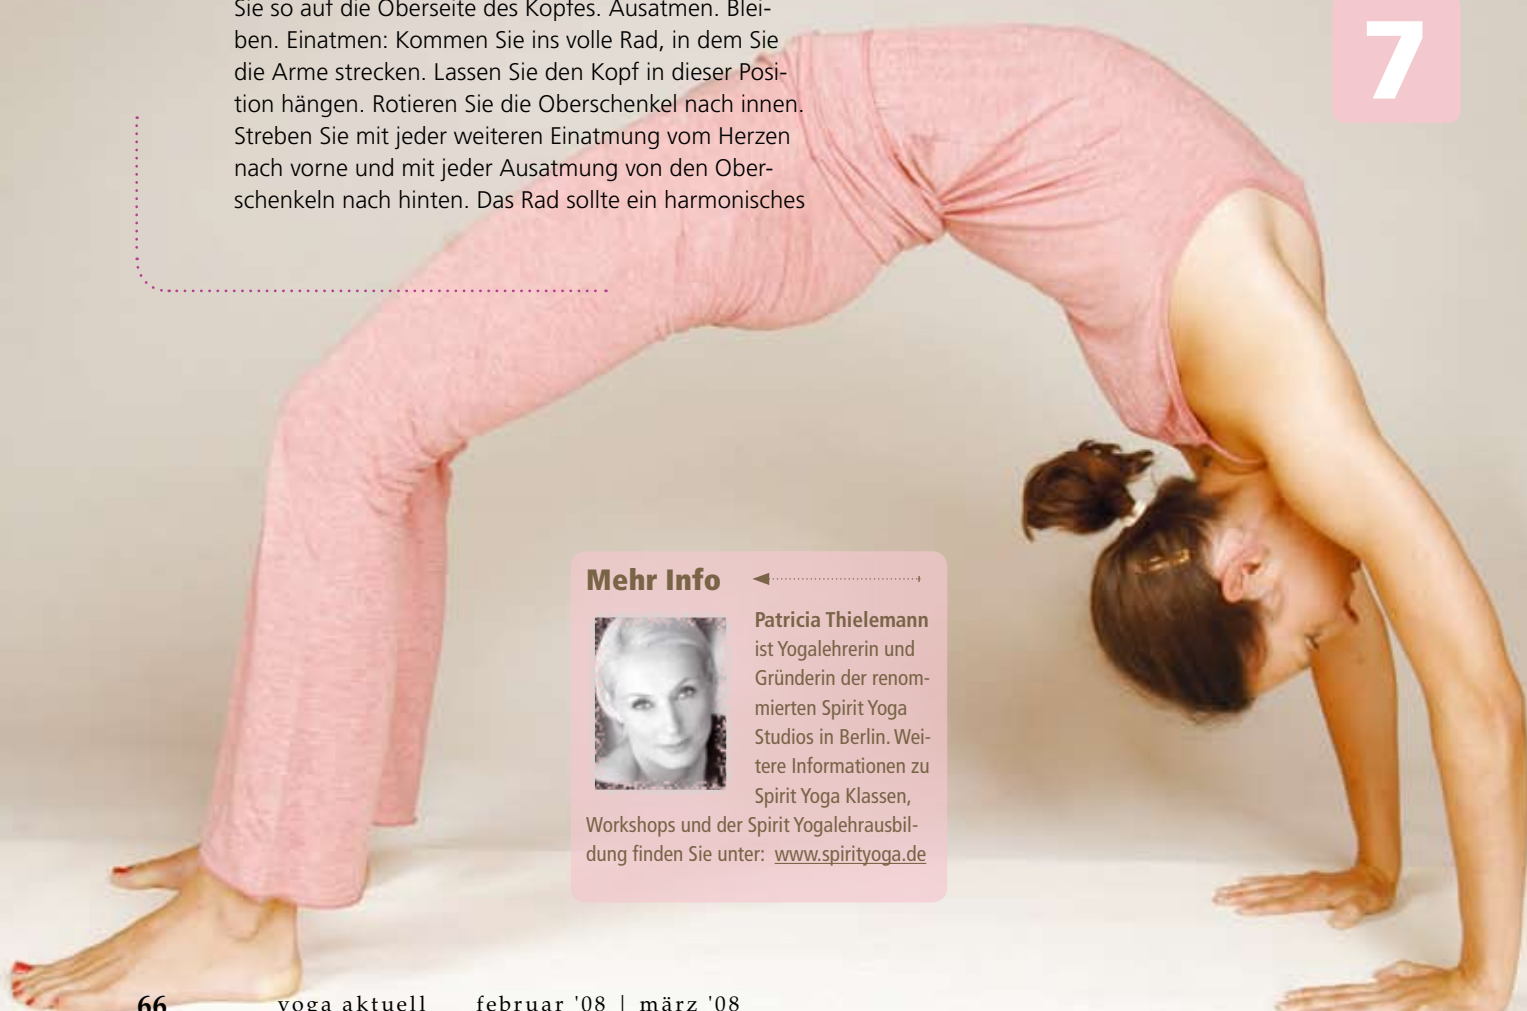 Sie so auf die Oberseite des Kopfes. Ausatmen. Blei-
ben. Einatmen: Kommen Sie ins volle Rad, in dem Sie
die Arme strecken. Lassen Sie den Kopf in dieser Posi-
tion hängen. Rotieren Sie die Oberschenkel nach innen.
Streben Sie mit jeder weiteren Einatmung vom Herzen
nach vorne und mit jeder Ausatmung von den Ober-
schenkeln nach hinten. Das Rad sollte ein harmonisches
7
Mehr Info
Patricia Thielemann
ist Yogalehrerin und
Gründerin der renom-
mierten Spirit Yoga
Studios in Berlin. Wei-
tere Informationen zu
Spirit Yoga Klassen,
Workshops und der Spirit Yogalehrausbil-
dung finden Sie unter: www.spirityoga.de
66 yoga aktuell februar '08 | märz '08